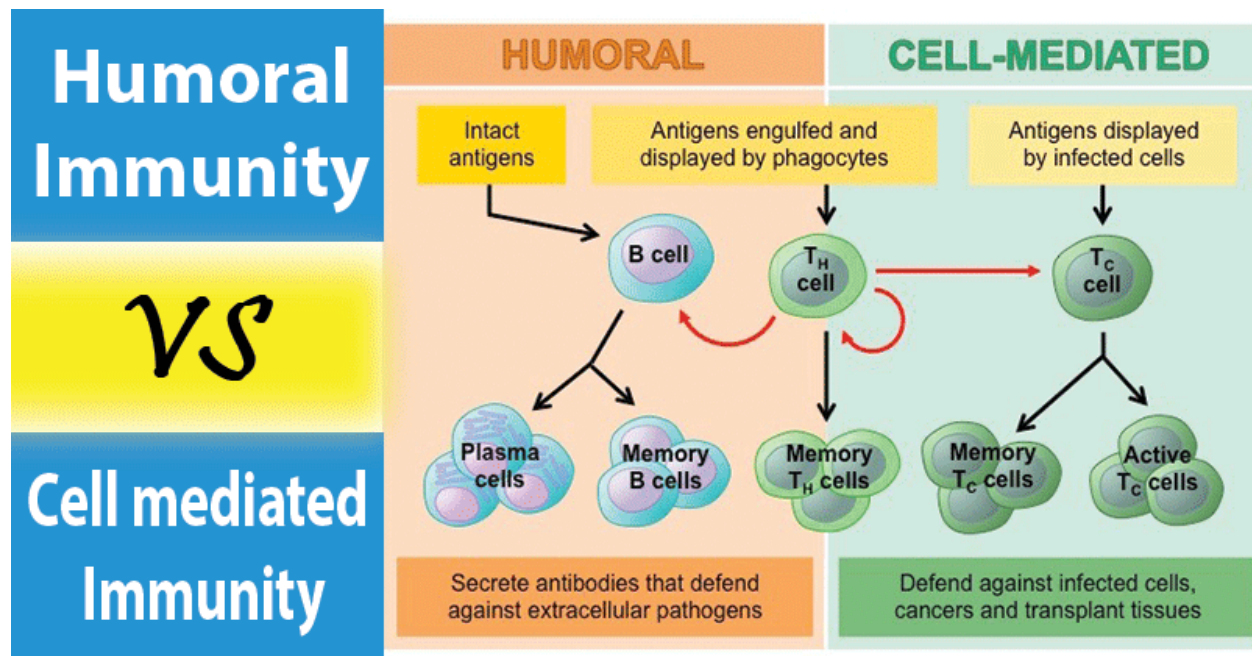 Humoral
Immunity
VS
Cell mediated
Immunity
HUMORAL
CELL-MEDIATED
Intact
antigens
Antigens engulfed and
displayed by phagocytes
Antigens displayed
by infected cells
B cell
TH
cell
TC
cell
Plasma
cells
Memory
B cells
Memory
TH cells
Memory
TC cells
Active
TC cells
Secrete antibodies that defend
against extracellular pathogens
Defend against infected cells,
cancers and transplant tissues